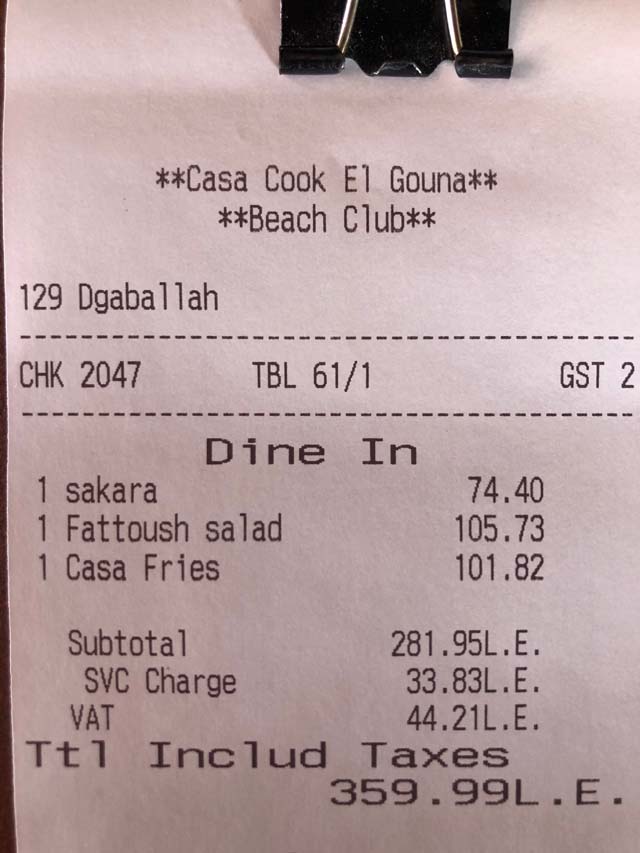 **Casa Cook El Gouna**
**Beach Club**
129 Dgaballah
--------------------------------------
CHK 2047 TBL 61/1 GST 2
--------------------------------------
Dine In
1 sakara 74.40
1 Fattoush salad 105.73
1 Casa Fries 101.82
Subtotal 281.95L.E.
SVC Charge 33.83L.E.
VAT 44.21L.E.
Ttl Includ Taxes
359.99L.E.